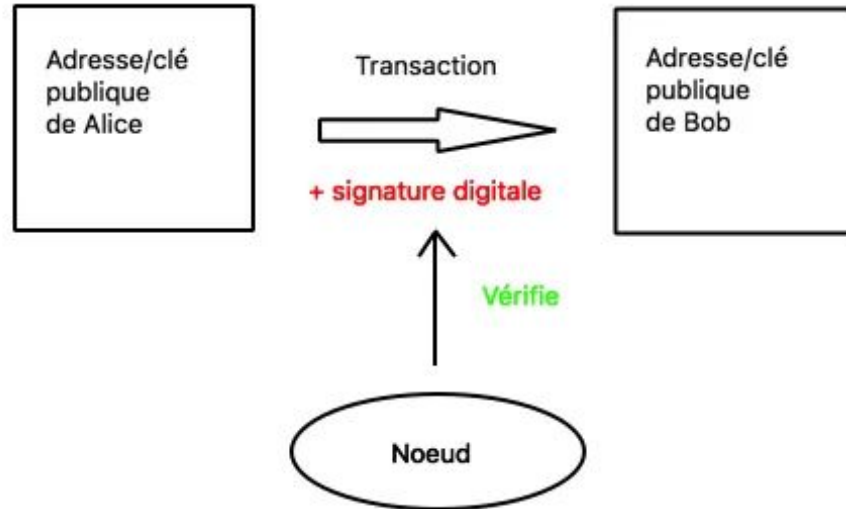 Adresse/clé
publique
de Alice
Transaction
+ signature digitale
Adresse/clé
publique
de Bob
Vérifie
Noeud